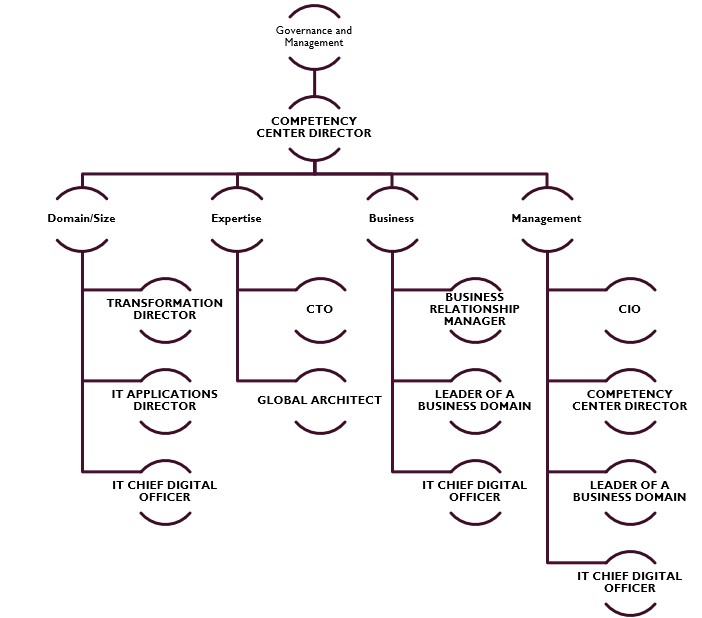 Governance and
Management
COMPETENCY
CENTER DIRECTOR
Domain/Size
Expertise
Business
Management
TRANSFORMATION
DIRECTOR
CTO
BUSINESS
RELATIONSHIP
MANAGER
CIO
IT APPLICATIONS
DIRECTOR
GLOBAL ARCHITECT
LEADER OF A
BUSINESS DOMAIN
COMPETENCY
CENTER DIRECTOR
IT CHIEF DIGITAL
OFFICER
IT CHIEF DIGITAL
OFFICER
LEADER OF A
BUSINESS DOMAIN
IT CHIEF DIGITAL
OFFICER